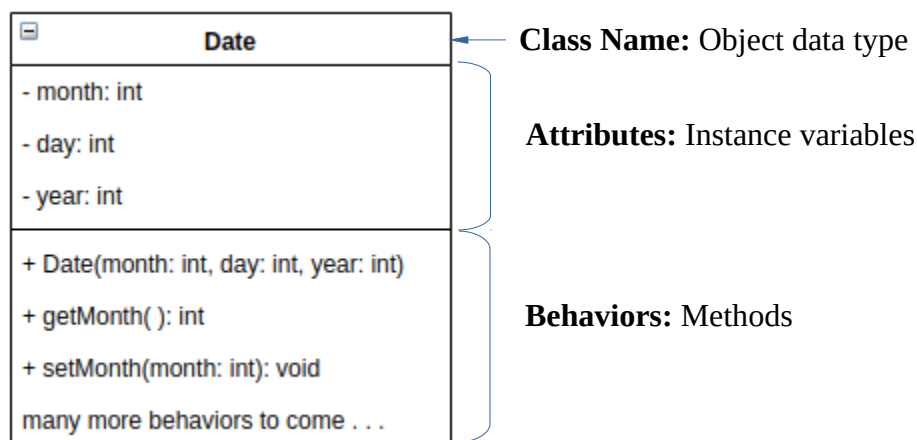 Date
Class Name: Object data type
- month: int
- day: int
- year: int
Attributes: Instance variables
+ Date(month: int, day: int, year: int)
+ getMonth( ): int
+ setMonth(month: int): void
many more behaviors to come . . .
Behaviors: Methods